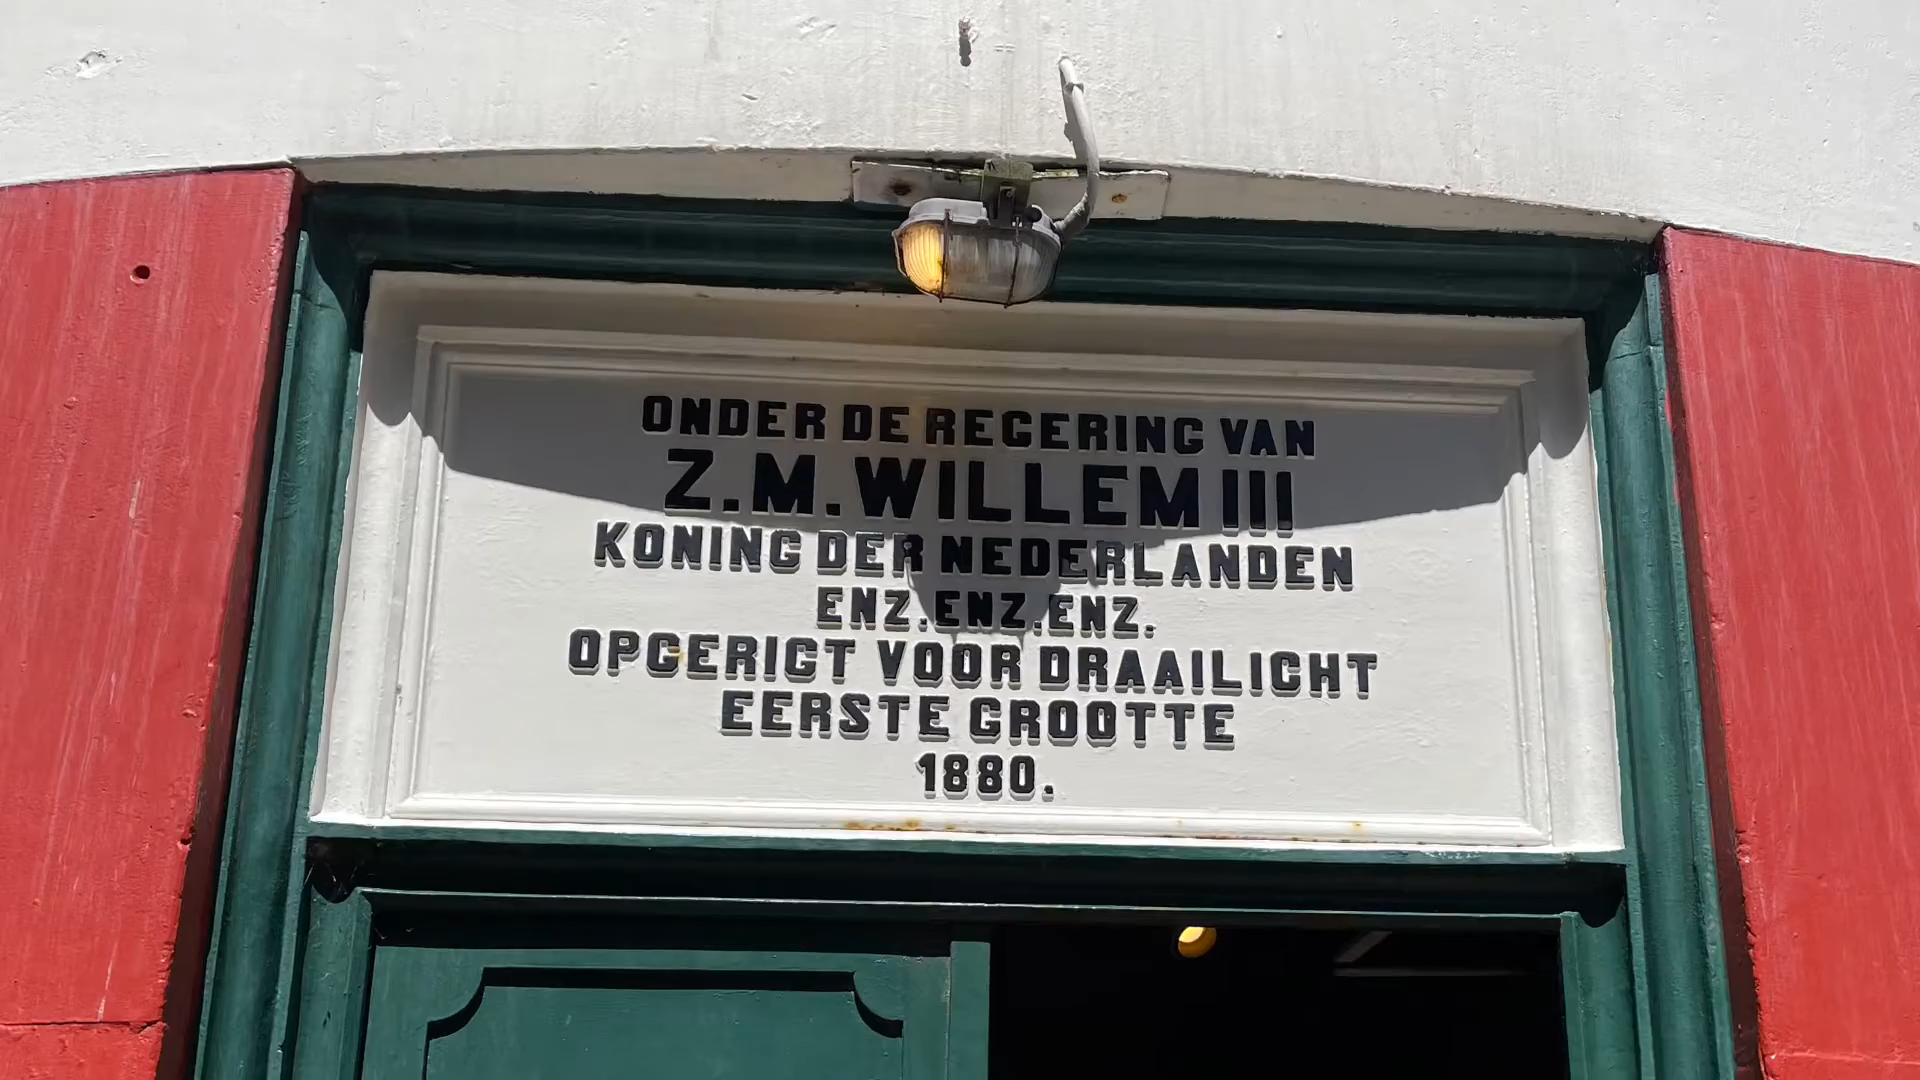 ONDER DE REGERING VAN
Z.M. WILLEM III
KONING DER NEDERLANDEN
ENZ. ENZ. ENZ.
OPGERIGT VOOR DRAAILICHT
EERSTE GROOTTE
1880.